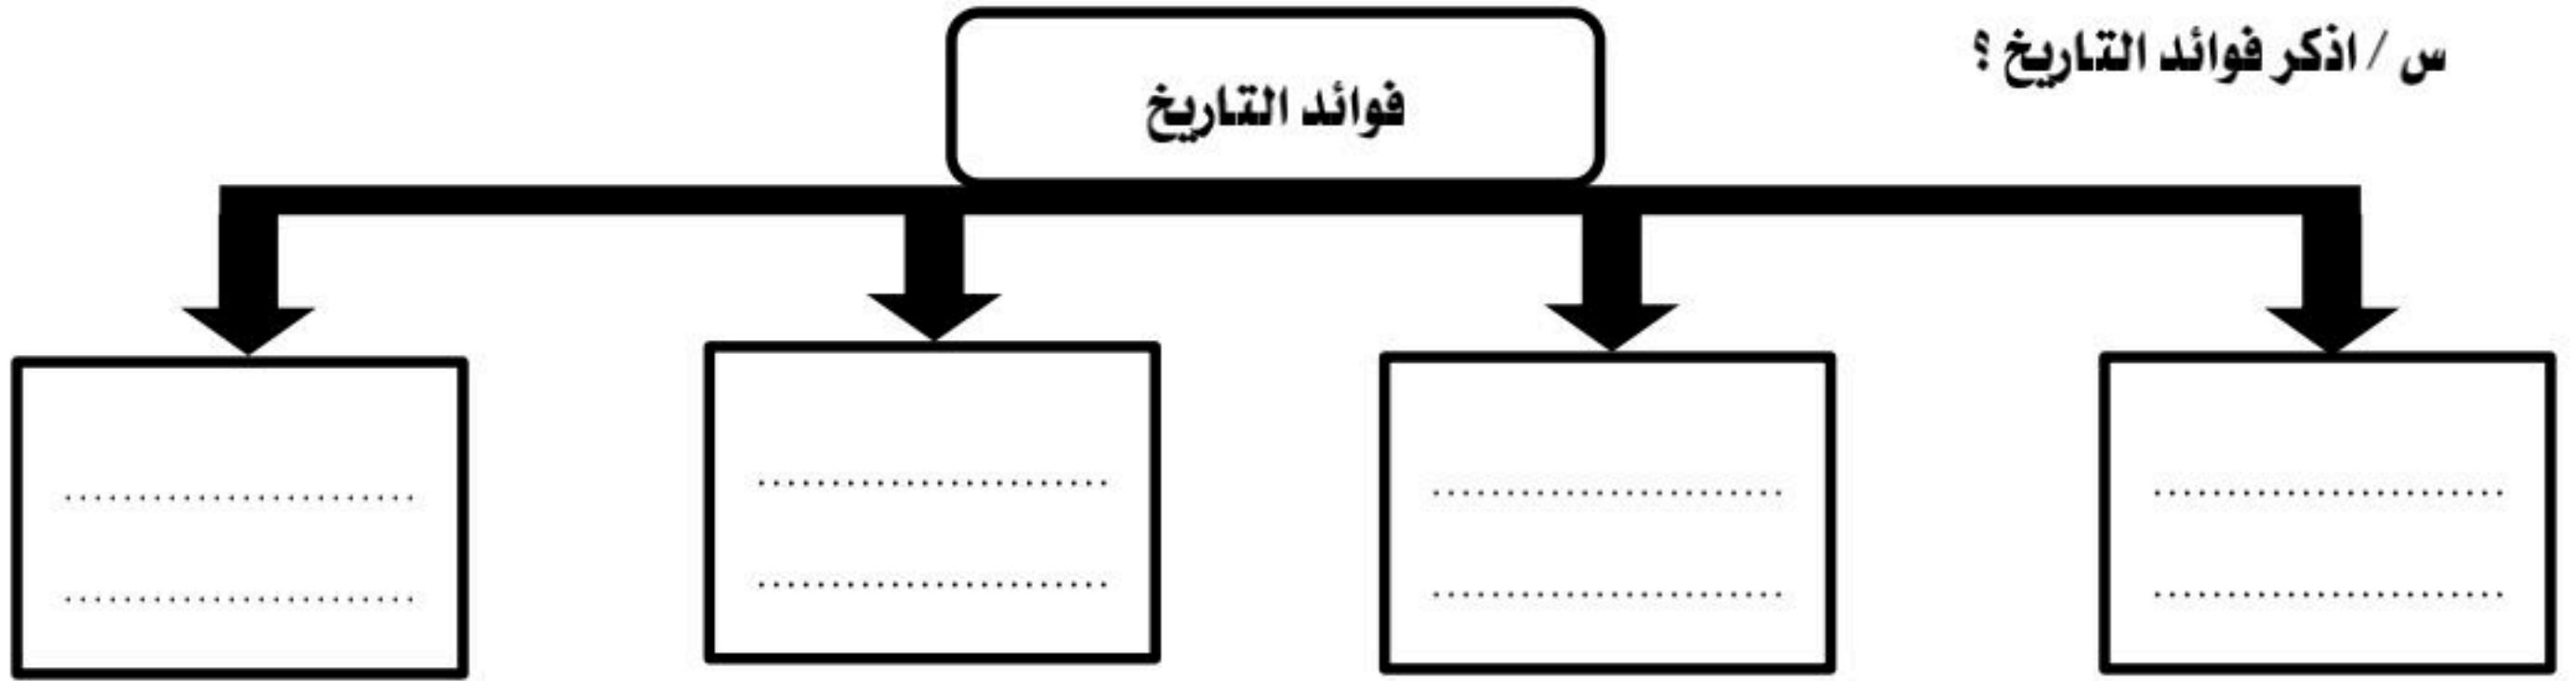 س / اذكر فوائد التاريخ ؟
فوائد التاريخ